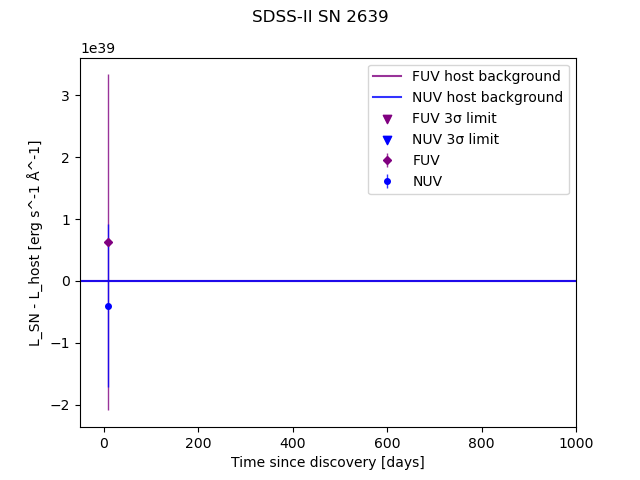 SDSS-II SN 2639
1e39
FUV host background
NUV host background
FUV 3σ limit
NUV 3σ limit
FUV
NUV
L_SN - L_host [erg s^-1 Å^-1]
3
2
1
0
−1
−2
0 200 400 600 800 1000
Time since discovery [days]